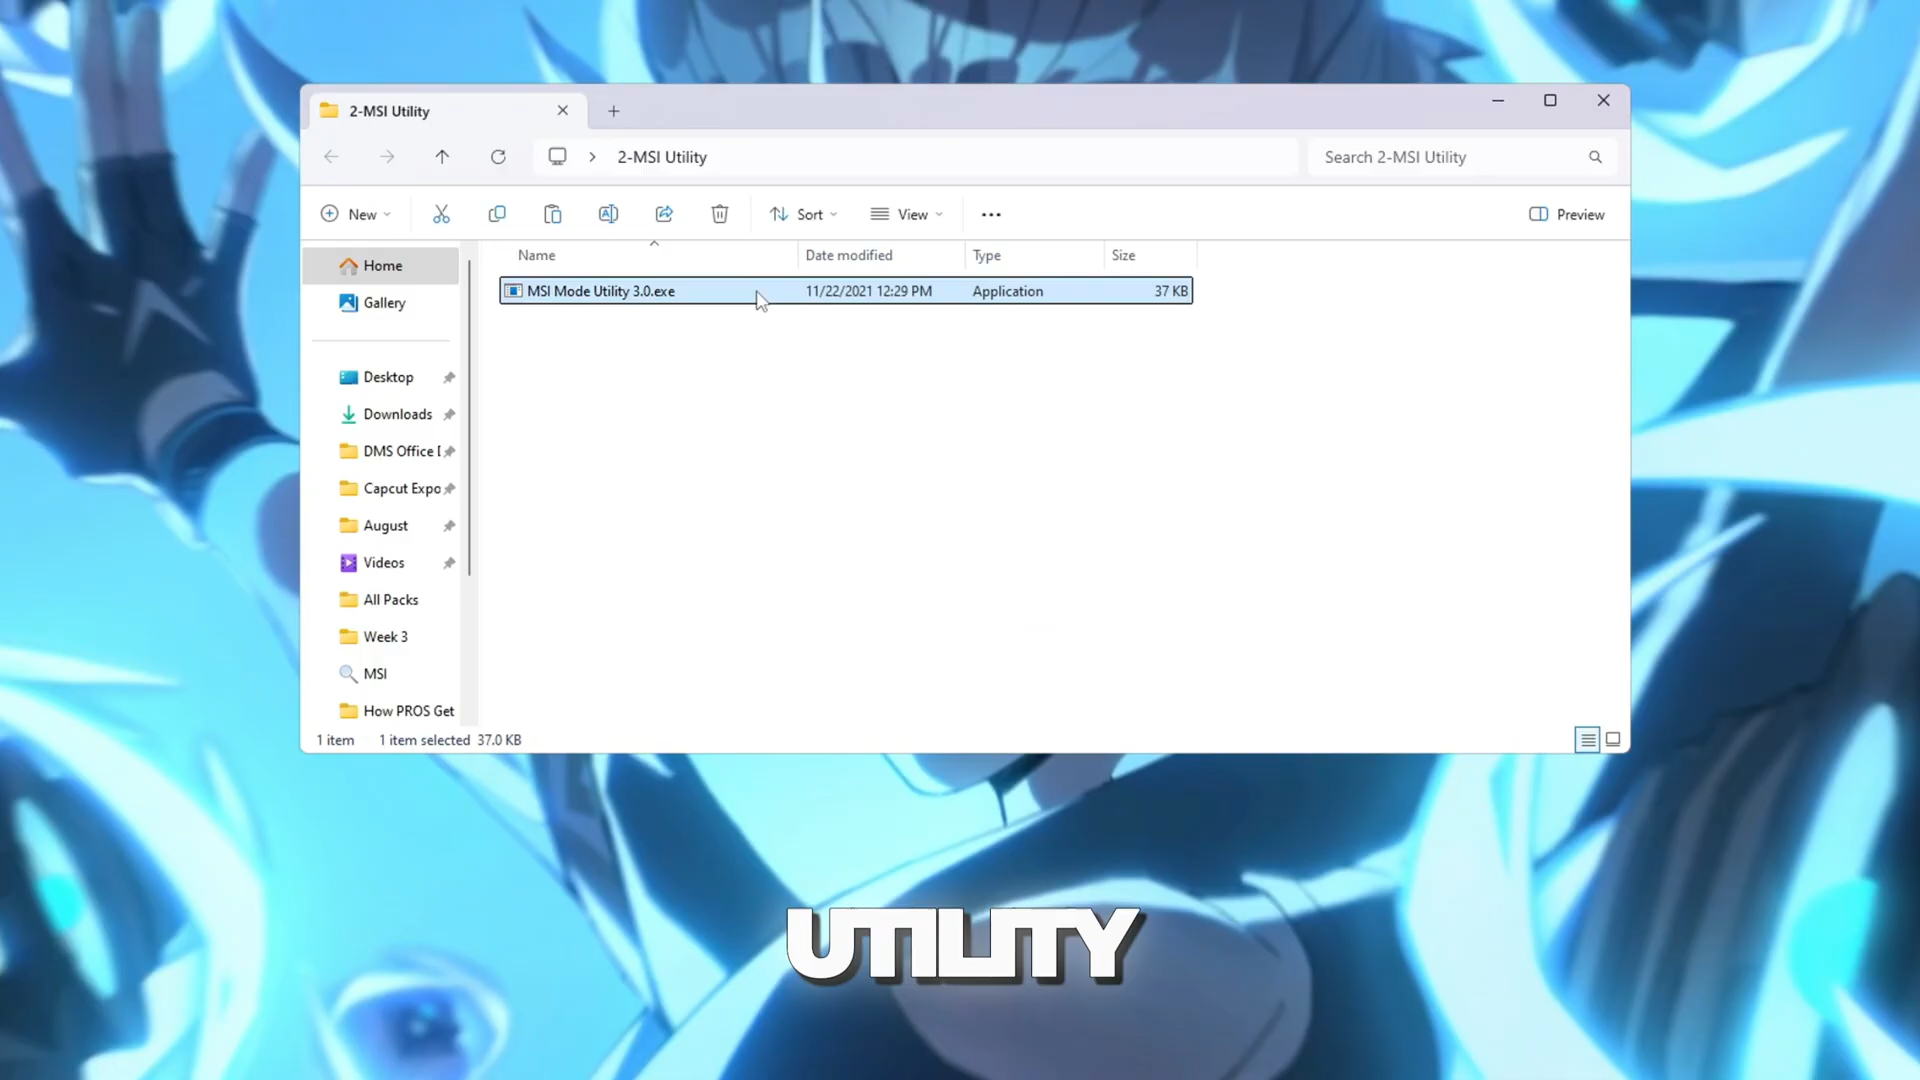 2-MSI Utility
2-MSI Utility
Search 2-MSI Utility
New
Sort
View
Preview
Name Date modified Type Size
MSI Mode Utility 3.0.exe 11/22/2021 12:29 PM Application 37 KB
Home
Gallery
Desktop
Downloads
DMS Office
Capcut Expo
August
Videos
All Packs
Week 3
MSI
How PROS Get
1 item 1 item selected 37.0 KB
UTILITY